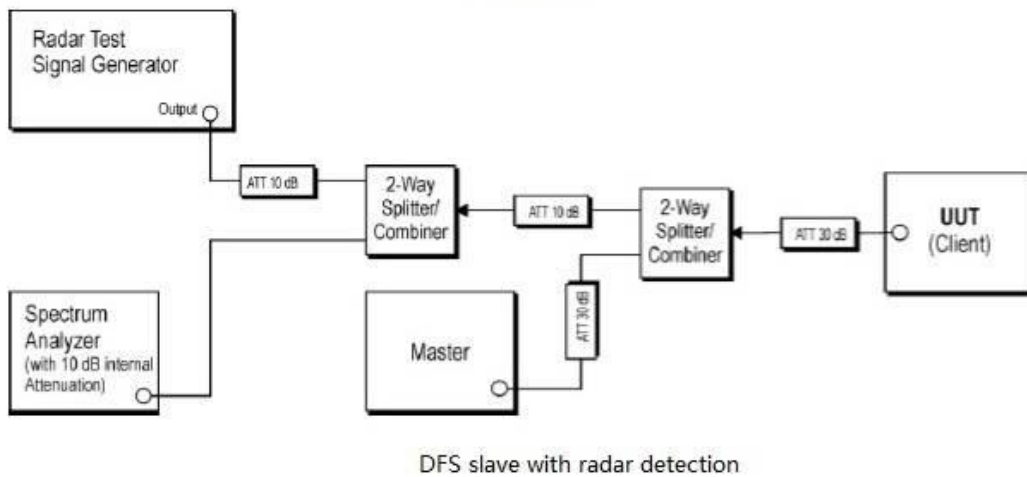 Radar Test
Signal Generator
Output
ATT 10 dB
2-Way
Splitter/
Combiner
ATT 10 dB
2-Way
Splitter/
Combiner
ATT 30 dB
UUT
(Client)
Spectrum
Analyzer
(with 10 dB internal
Attenuation)
Master
ATT 30 dB
DFS slave with radar detection